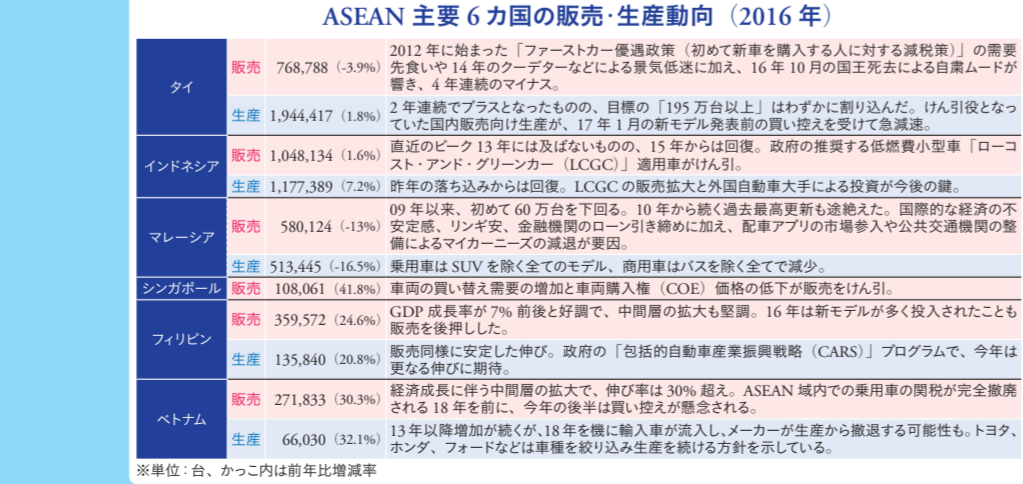 ASEAN 主要 6 カ国の販売・生産動向（2016 年）
タイ
販売 768,788（-3.9%）
2012 年に始まった「ファーストカー優遇政策（初めて新車を購入する人に対する減税策）」の需要
先食いや 14 年のクーデターなどによる景気低迷に加え、16 年 10 月の国王死去による自粛ムードが
響き、4 年連続のマイナス。
生産 1,944,417（1.8%）
2 年連続でプラスとなったものの、目標の「195 万台以上」はわずかに割り込んだ。けん引役となっ
ていた国内販売向け生産が、17 年 1 月の新モデル発表前の買い控えを受けて急減速。
インドネシア
販売 1,048,134（1.6%）
直近のピーク 13 年には及ばないものの、15 年からは回復。政府の推奨する低燃費小型車「ローコ
スト・アンド・グリーンカー（LCGC）」適用車がけん引。
生産 1,177,389（7.2%）
昨年の落ち込みからは回復。LCGC の販売拡大と外国自動車大手による投資が今後の鍵。
マレーシア
販売 580,124（-13%）
09 年以来、初めて 60 万台を下回る。10 年から続く過去最高更新も途絶えた。国際的な経済の不
安定感、リンギ安、金融機関のローン引き締めに加え、配車アプリの市場参入や公共交通機関の整
備によるマイカーニーズの減退が要因。
生産 513,445（-16.5%）
乗用車は SUV を除く全てのモデル、商用車はバスを除く全てで減少。
シンガポール
販売 108,061（41.8%）
車両の買い替え需要の増加と車両購入権（COE）価格の低下が販売をけん引。
フィリピン
販売 359,572（24.6%）
GDP 成長率が 7% 前後と好調で、中間層の拡大も堅調。16 年は新モデルが多く投入されたことも
販売を後押しした。
生産 135,840（20.8%）
販売同様に安定した伸び。政府の「包括的自動車産業振興戦略（CARS）」プログラムで、今年は
更なる伸びに期待。
ベトナム
販売 271,833（30.3%）
経済成長に伴う中間層の拡大で、伸び率は 30% 超え。ASEAN 域内での乗用車の関税が完全撤廃
される 18 年を前に、今年の後半は買い控えが懸念される。
生産 66,030（32.1%）
13 年以降増加が続くが、18 年を機に輸入車が流入し、メーカーが生産から撤退する可能性も。トヨタ、
ホンダ、フォードなどは車種を絞り込み生産を続ける方針を示している。
※単位：台、かっこ内は前年比増減率